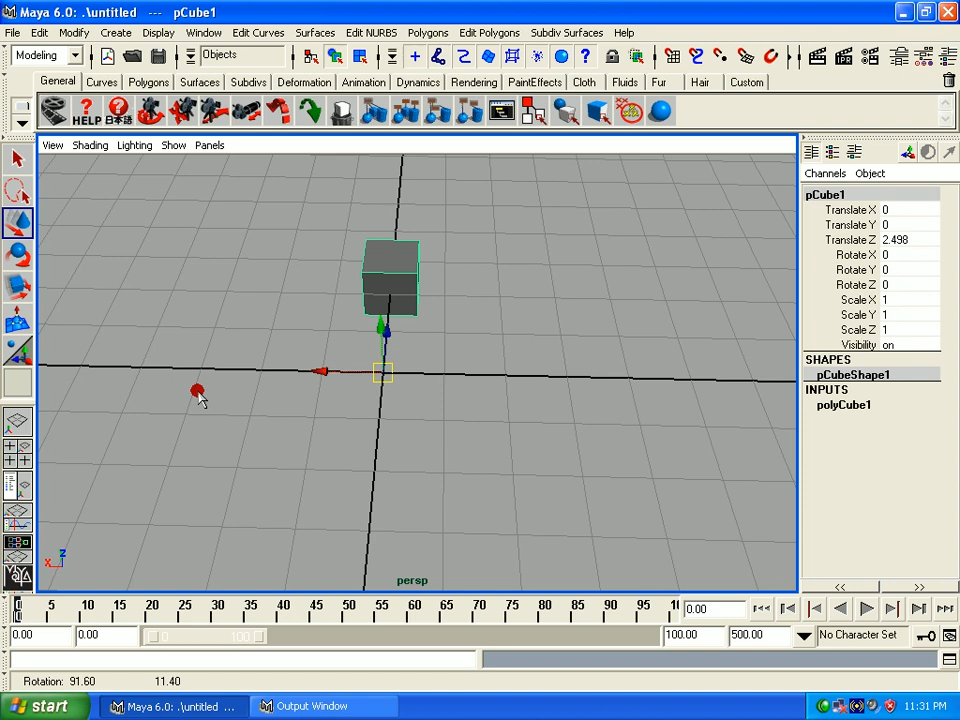 Maya 6.0: .\untitled --- pCube1
File Edit Modify Create Display Window Edit Curves Surfaces Edit NURBS Polygons Edit Polygons Subdiv Surfaces Help
Modeling Objects
General Curves Polygons Surfaces Subdivs Deformation Animation Dynamics Rendering PaintEffects Cloth Fluids Fur Hair Custom
HELP 日本語
View Shading Lighting Show Panels
Channels Object
pCube1
Translate X 0
Translate Y 0
Translate Z 2.498
Rotate X 0
Rotate Y 0
Rotate Z 0
Scale X 1
Scale Y 1
Scale Z 1
Visibility on
SHAPES
pCubeShape1
INPUTS
polyCube1
z
x
persp
<< >>
5 10 15 20 25 30 35 40 45 50 55 60 65 70 75 80 85 90 95 10 0.00
0.00 0.00 0 100 100.00 500.00 No Character Set
Rotation: 91.60 11.40
start Maya 6.0: .\untitled ... Output Window 11:31 PM